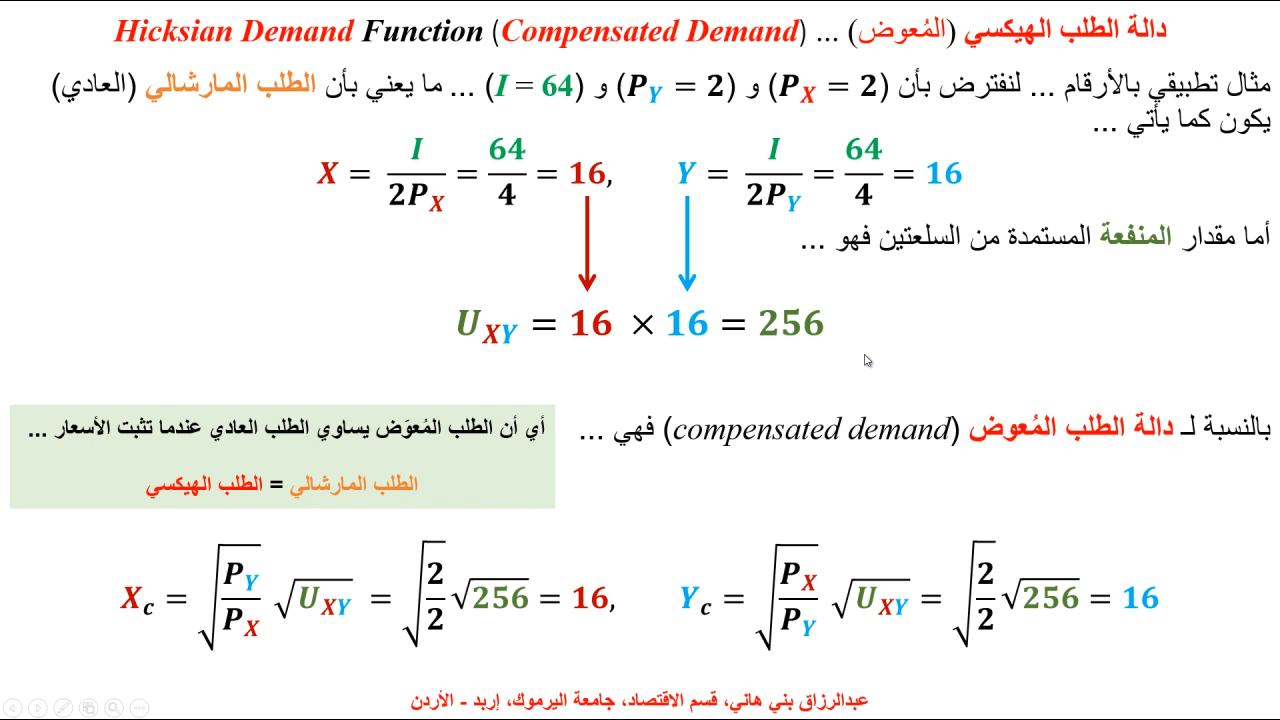 دالة الطلب الهيكسي (المُعوض) ... Hicksian Demand Function (Compensated Demand)
مثال تطبيقي بالأرقام ... لنفترض بأن (P_X = 2) و (P_Y = 2) و (I = 64) ... ما يعني بأن الطلب المارشالي (العادي)
يكون كما يأتي ...
X = I/2P_X = 64/4 = 16, Y = I/2P_Y = 64/4 = 16
أما مقدار المنفعة المستمدة من السلعتين فهو ...
U_XY = 16 × 16 = 256
بالنسبة لـ دالة الطلب المُعوض (compensated demand) فهي ...
أي أن الطلب المُعوَض يساوي الطلب العادي عندما تثبت الأسعار ...
الطلب المارشالي = الطلب الهيكسي
X_c = √(P_Y/P_X) √U_XY = √(2/2) √256 = 16, Y_c = √(P_X/P_Y) √U_XY = √(2/2) √256 = 16
عبدالرزاق بني هاني، قسم الاقتصاد، جامعة اليرموك، إربد - الأردن